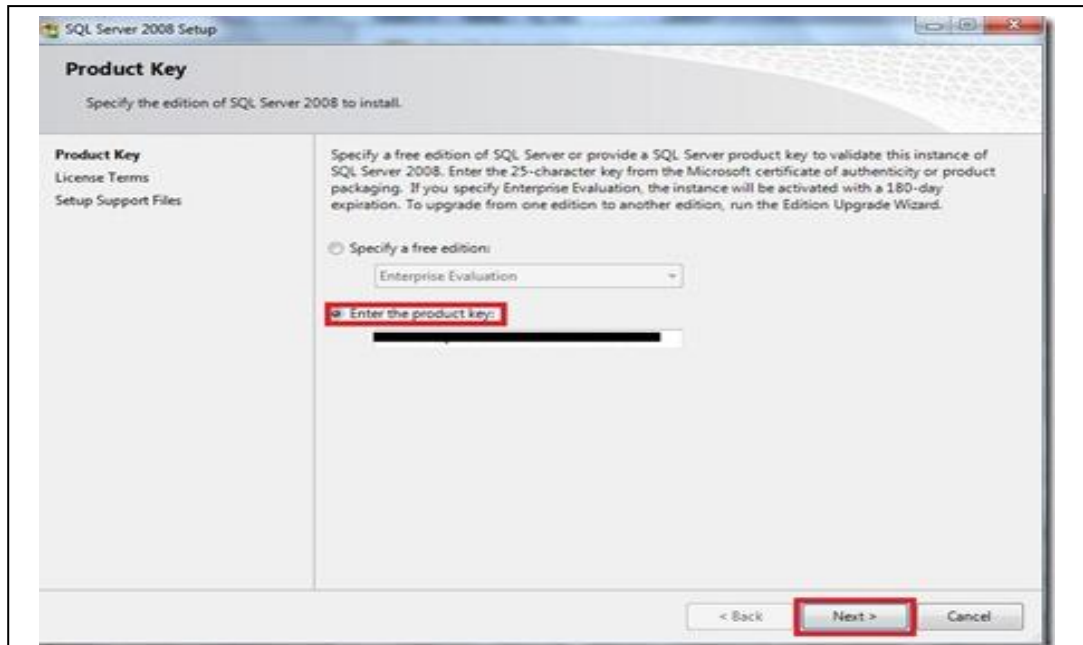 SQL Server 2008 Setup
Product Key
Specify the edition of SQL Server 2008 to install.
Product Key
License Terms
Setup Support Files
Specify a free edition of SQL Server or provide a SQL Server product key to validate this instance of
SQL Server 2008. Enter the 25-character key from the Microsoft certificate of authenticity or product
packaging. If you specify Enterprise Evaluation, the instance will be activated with a 180-day
expiration. To upgrade from one edition to another edition, run the Edition Upgrade Wizard.
Specify a free edition:
Enterprise Evaluation
Enter the product key:
< Back Next > Cancel